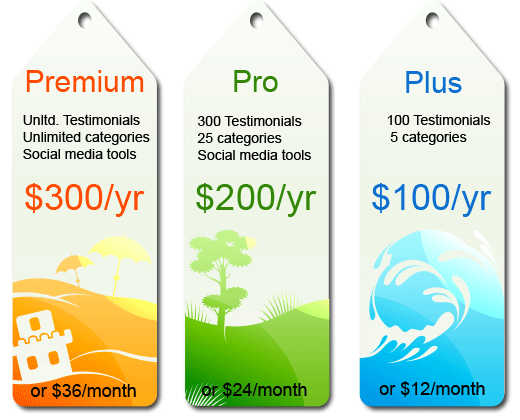 Premium
Unltd. Testimonials
Unlimited categories
Social media tools
$300/yr
or $36/month
Pro
300 Testimonials
25 categories
Social media tools
$200/yr
or $24/month
Plus
100 Testimonials
5 categories
$100/yr
or $12/month